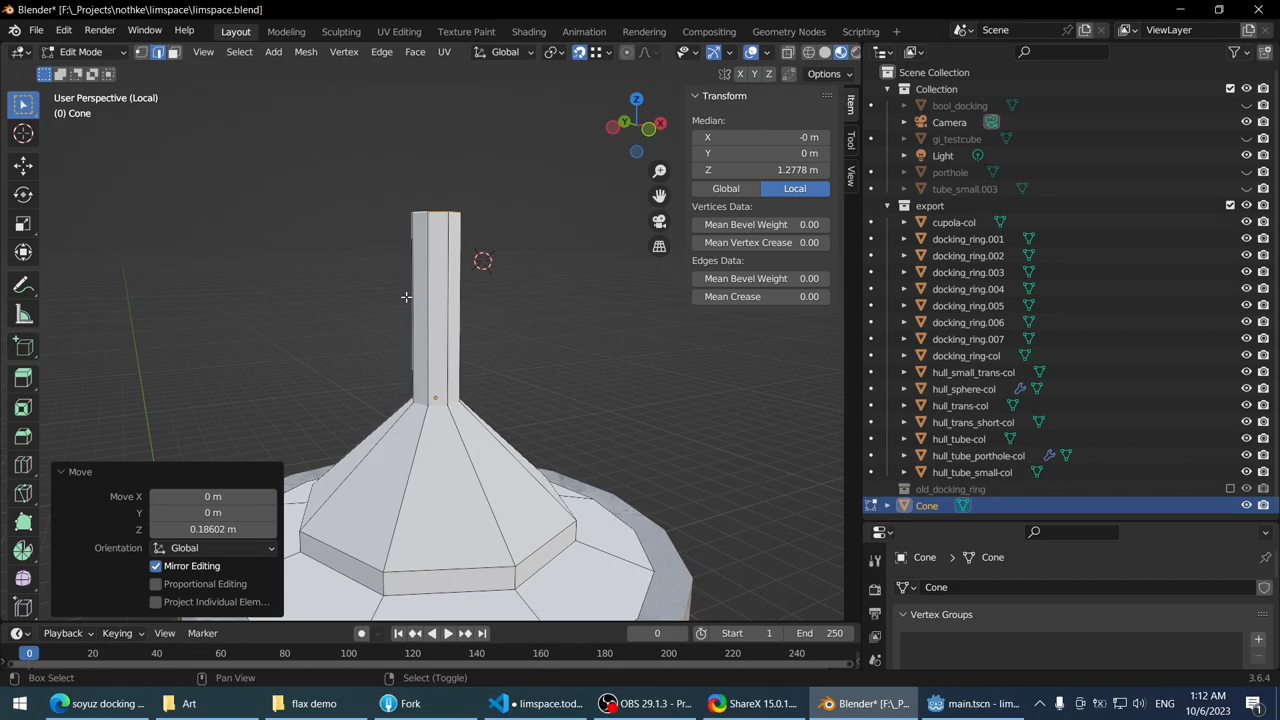 Blender* [F:\_Projects/nothke/limspace/limspace.blend]
File Edit Render Window Help Layout Modeling Sculpting UV Editing Texture Paint Shading Animation Rendering Compositing Geometry Nodes Scripting Scene ViewLayer
Edit Mode View Select Add Mesh Vertex Edge Face UV Global
X Y Z Options
User Perspective (Local)
(0) Cone
Z
Y
X
Transform
Median:
X -0 m
Y 0 m
Z 1.2778 m
Global Local
Vertices Data:
Mean Bevel Weight 0.00
Mean Vertex Crease 0.00
Edges Data:
Mean Bevel Weight 0.00
Mean Crease 0.00
Item
Tool
View
Scene Collection
Collection
bool_docking
Camera
gi_testcube
Light
porthole
tube_small.003
export
cupola-col
docking_ring.001
docking_ring.002
docking_ring.003
docking_ring.004
docking_ring.005
docking_ring.006
docking_ring.007
docking_ring-col
hull_small_trans-col
hull_sphere-col
hull_trans-col
hull_trans_short-col
hull_tube-col
hull_tube_porthole-col
hull_tube_small-col
old_docking_ring
Cone
Cone Cone
Cone
Vertex Groups
Move
Move X 0 m
Y 0 m
Z 0.18602 m
Orientation Global
Mirror Editing
Proportional Editing
Project Individual Elem...
Playback Keying View Marker 0 Start 1 End 250
0 20 40 60 80 100 120 140 160 180 200 220 240
Box Select Pan View Select (Toggle) 3.6.4
soyuz docking ... Art flax demo Fork • limspace.tod... OBS 29.1.3 - Pr... ShareX 15.0.1... Blender* [F:\_P... main.tscn - lim... 1:12 AM
10/6/2023